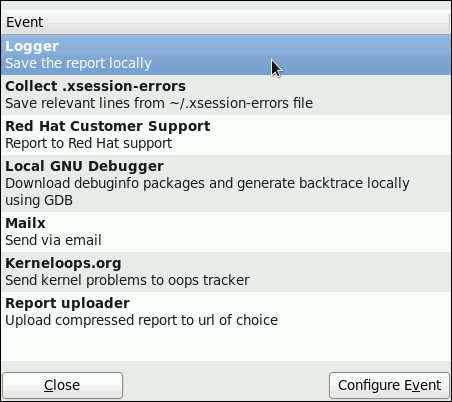 Event
Logger
Save the report locally
Collect .xsession-errors
Save relevant lines from ~/.xsession-errors file
Red Hat Customer Support
Report to Red Hat support
Local GNU Debugger
Download debuginfo packages and generate backtrace locally
using GDB
Mailx
Send via email
Kerneloops.org
Send kernel problems to oops tracker
Report uploader
Upload compressed report to url of choice
Close
Configure Event